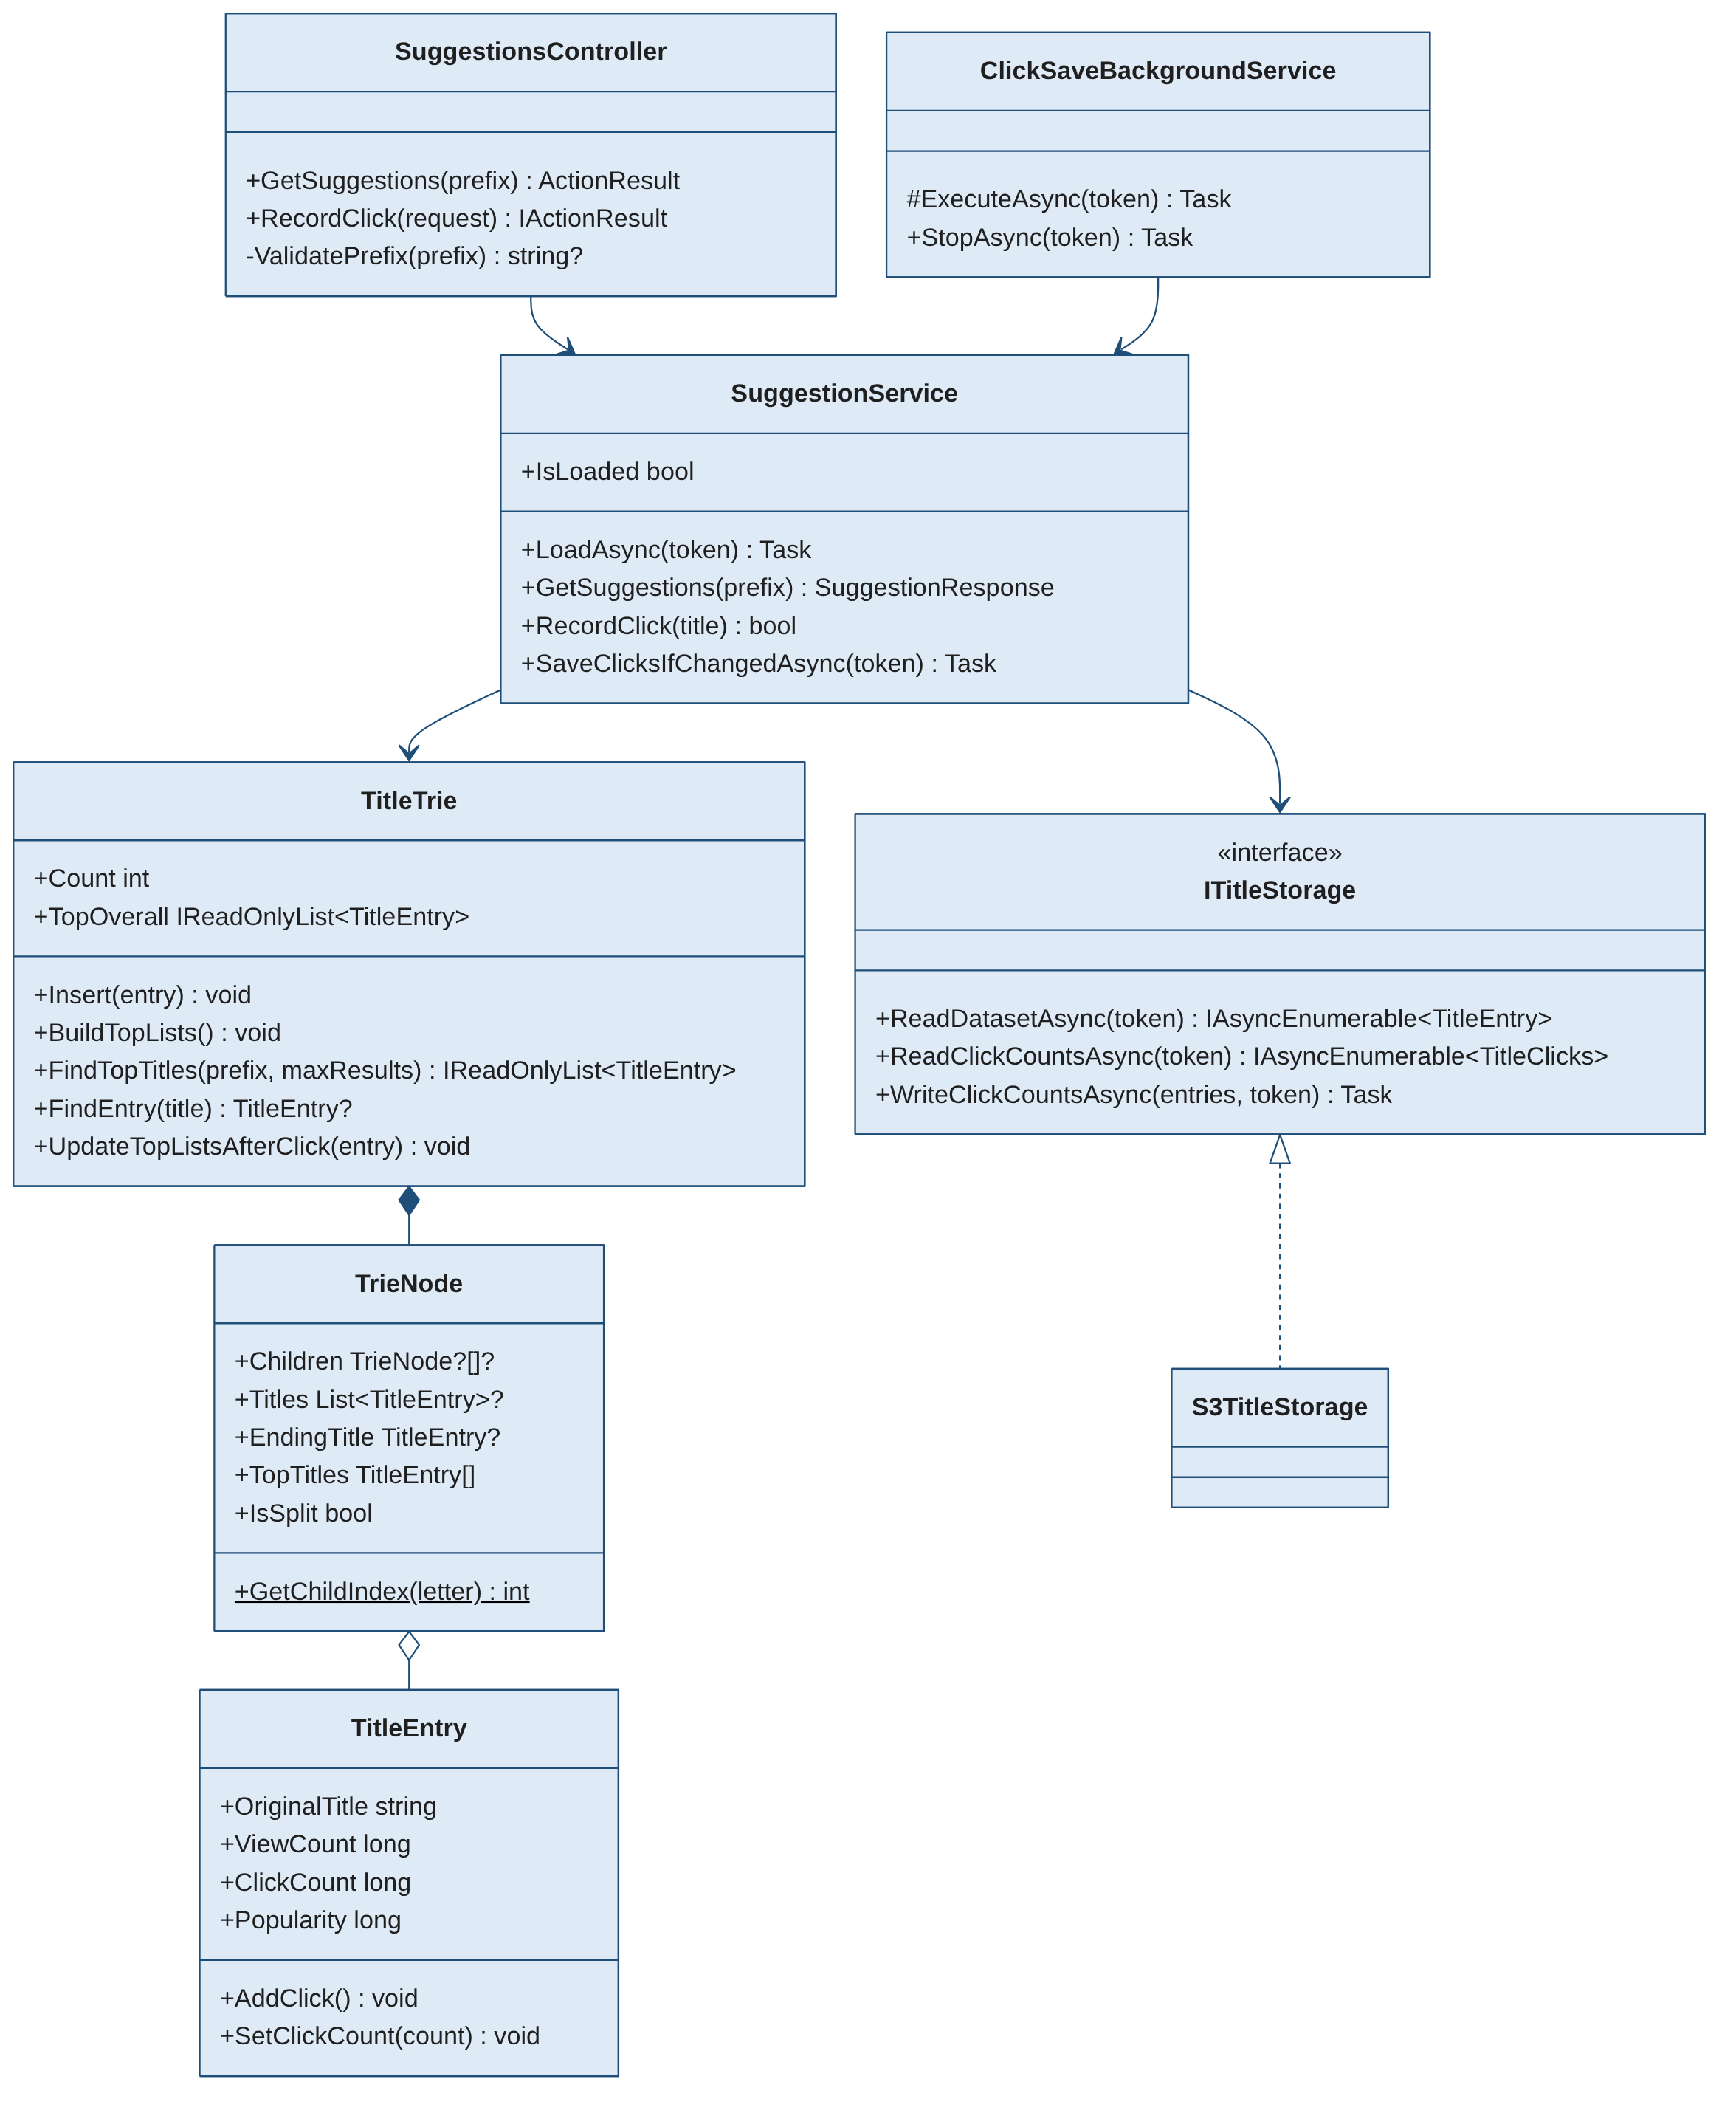 SuggestionsController
+GetSuggestions(prefix) : ActionResult
+RecordClick(request) : IActionResult
-ValidatePrefix(prefix) : string?
ClickSaveBackgroundService
#ExecuteAsync(token) : Task
+StopAsync(token) : Task
SuggestionService
+IsLoaded bool
+LoadAsync(token) : Task
+GetSuggestions(prefix) : SuggestionResponse
+RecordClick(title) : bool
+SaveClicksIfChangedAsync(token) : Task
TitleTrie
+Count int
+TopOverall IReadOnlyList<TitleEntry>
+Insert(entry) : void
+BuildTopLists() : void
+FindTopTitles(prefix, maxResults) : IReadOnlyList<TitleEntry>
+FindEntry(title) : TitleEntry?
+UpdateTopListsAfterClick(entry) : void
«interface»
ITitleStorage
+ReadDatasetAsync(token) : IAsyncEnumerable<TitleEntry>
+ReadClickCountsAsync(token) : IAsyncEnumerable<TitleClicks>
+WriteClickCountsAsync(entries, token) : Task
TrieNode
+Children TrieNode?[]?
+Titles List<TitleEntry>?
+EndingTitle TitleEntry?
+TopTitles TitleEntry[]
+IsSplit bool
+GetChildIndex(letter) : int
S3TitleStorage
TitleEntry
+OriginalTitle string
+ViewCount long
+ClickCount long
+Popularity long
+AddClick() : void
+SetClickCount(count) : void